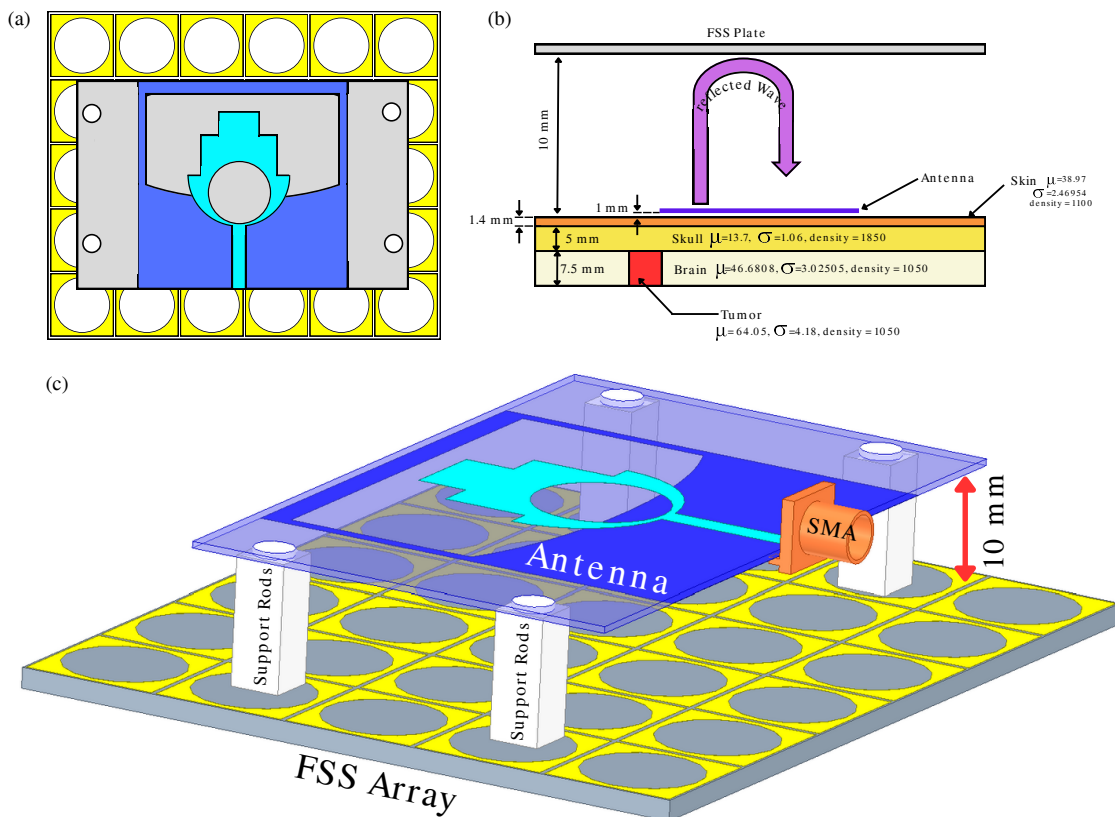 (a)
(b)
FSS Plate
reflected Wave
10 mm
Antenna
Skin μ=38.97
σ=2.46954
density=1100
1 mm
1.4 mm
5 mm
Skull μ=13.7, σ=1.06, density=1850
7.5 mm
Brain μ=46.6808, σ=3.02505, density=1050
Tumor
μ=64.05, σ=4.18, density=1050
(c)
SMA
10 mm
Antenna
Support Rods
Support Rods
FSS Array